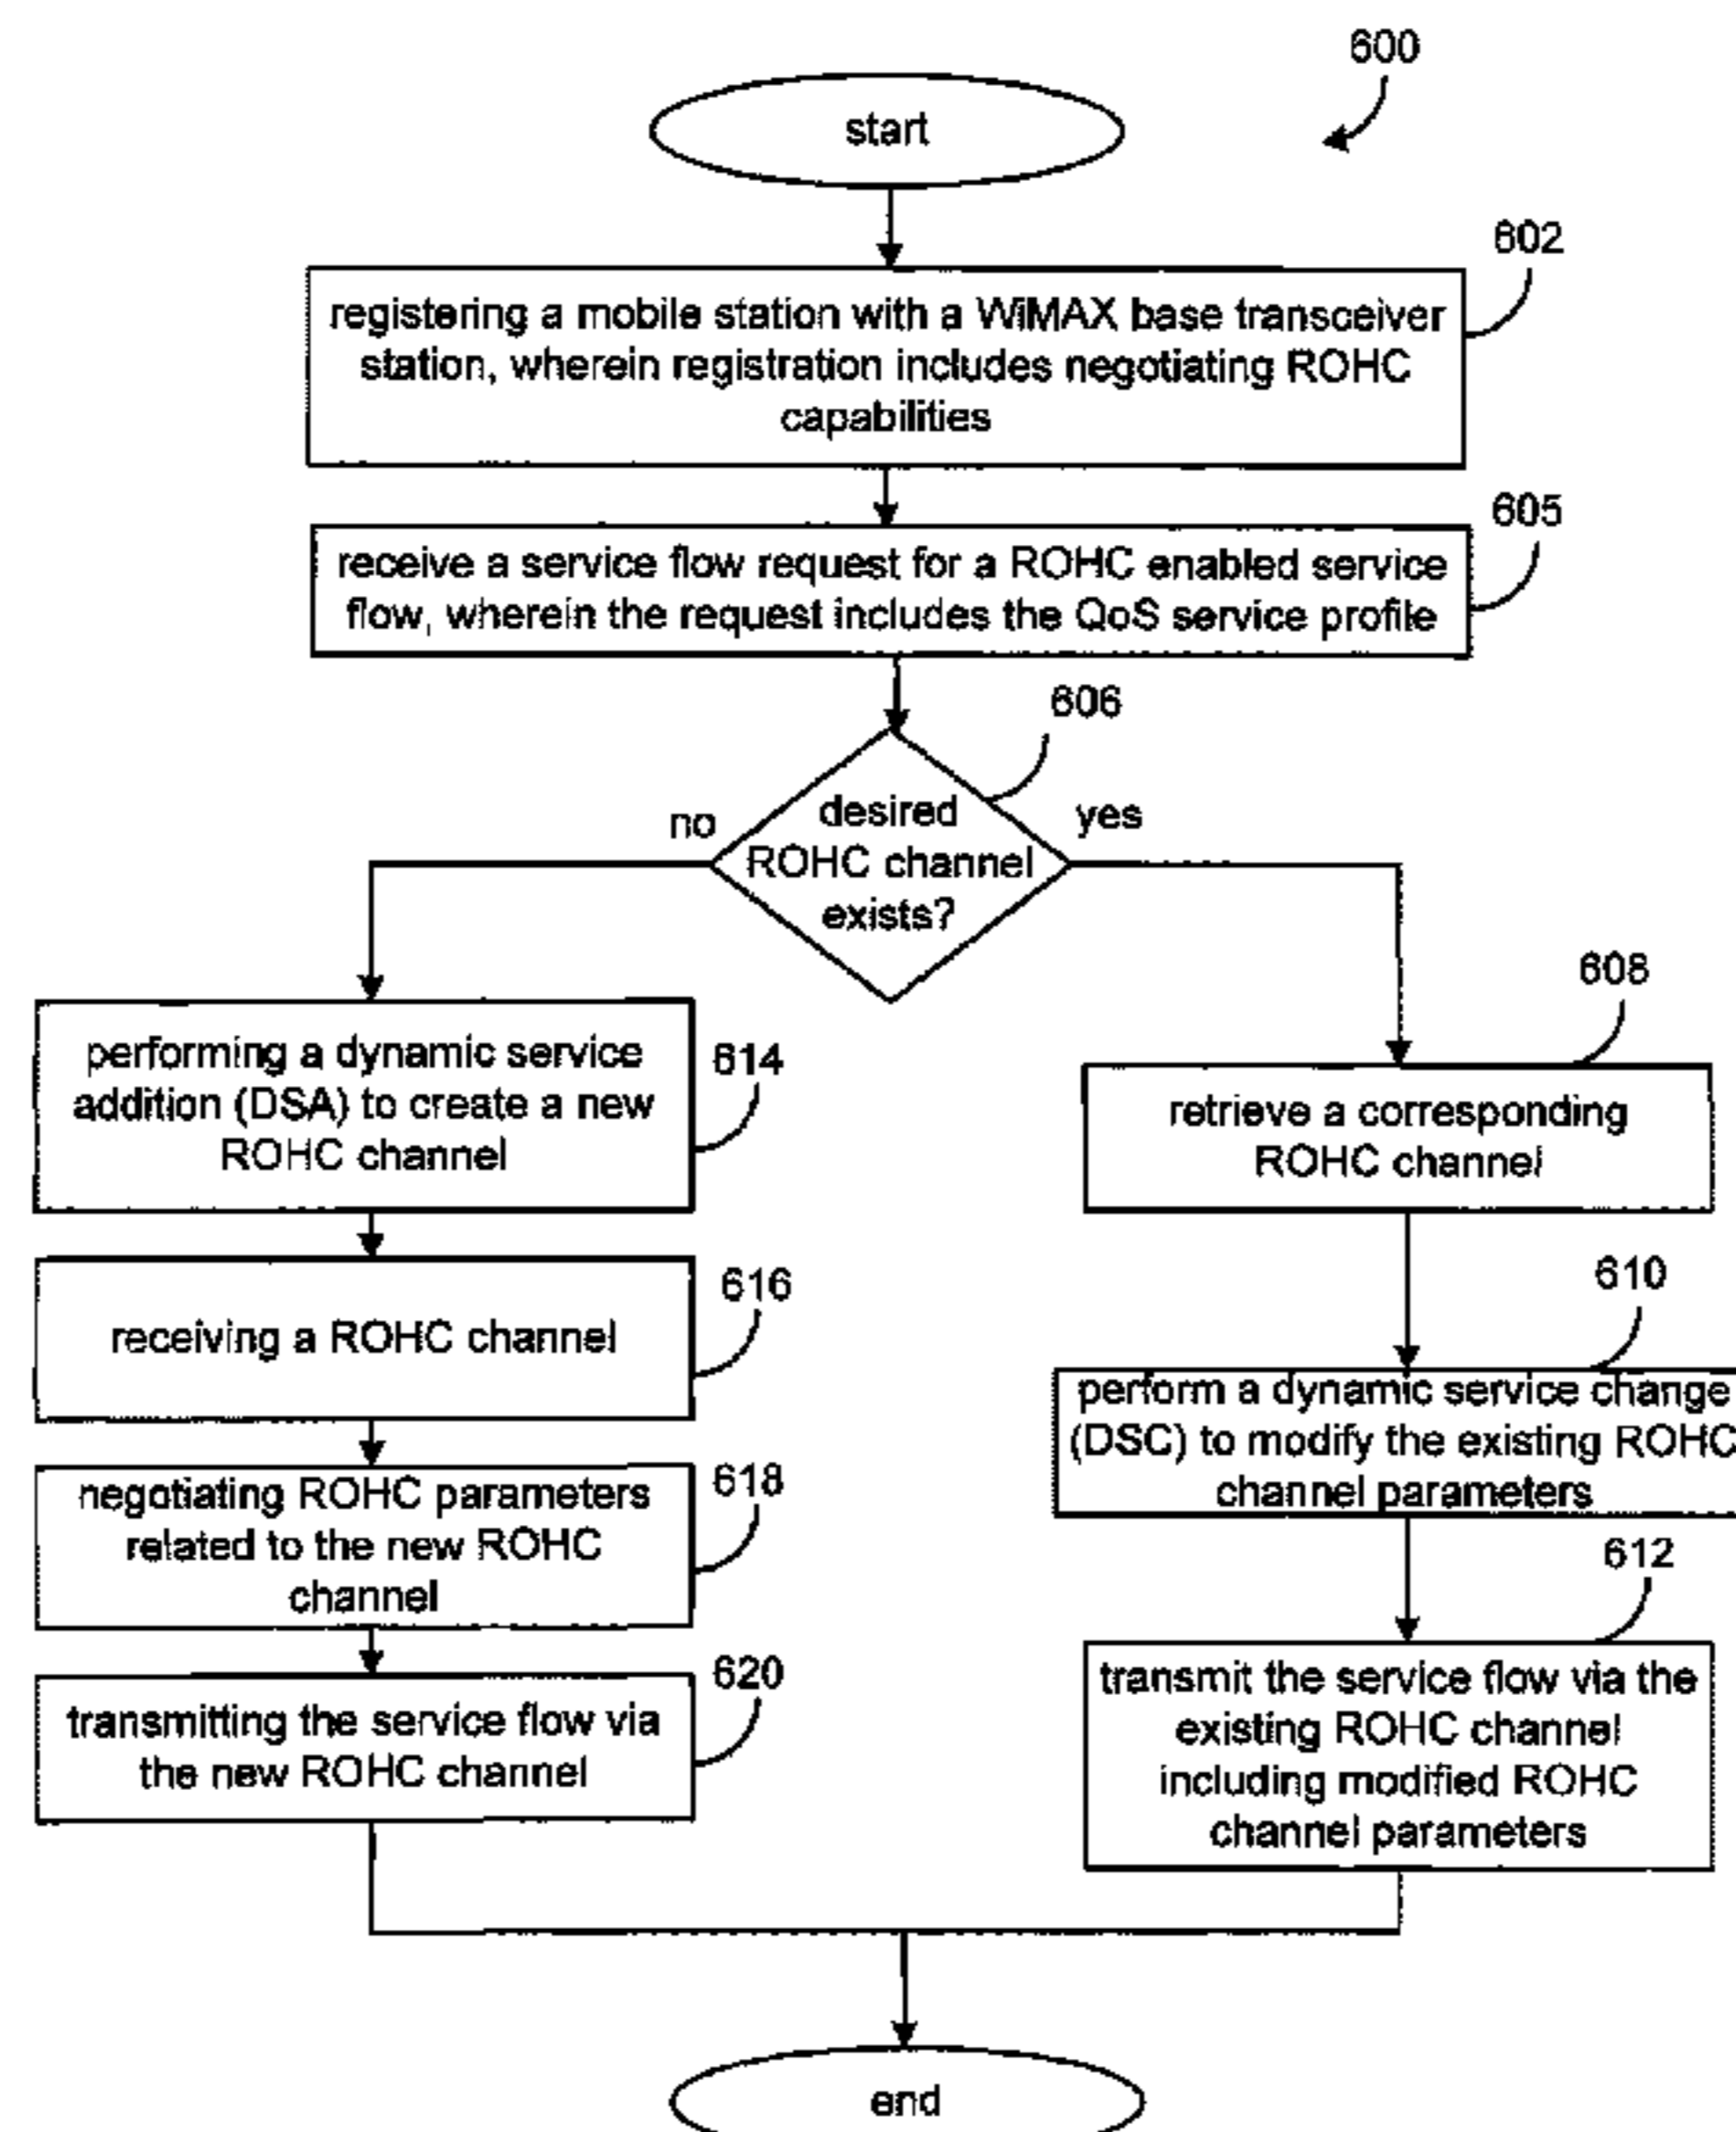 600
start
602
registering a mobile station with a WiMAX base transceiver
station, wherein registration includes negotiating ROHC
capabilities
605
receive a service flow request for a ROHC enabled service
flow, wherein the request includes the QoS service profile
606
no
desired
ROHC channel
exists?
yes
614
performing a dynamic service
addition (DSA) to create a new
ROHC channel
616
receiving a ROHC channel
618
negotiating ROHC parameters
related to the new ROHC
channel
620
transmitting the service flow via
the new ROHC channel
608
retrieve a corresponding
ROHC channel
610
perform a dynamic service change
(DSC) to modify the existing ROHC
channel parameters
612
transmit the service flow via the
existing ROHC channel
including modified ROHC
channel parameters
end